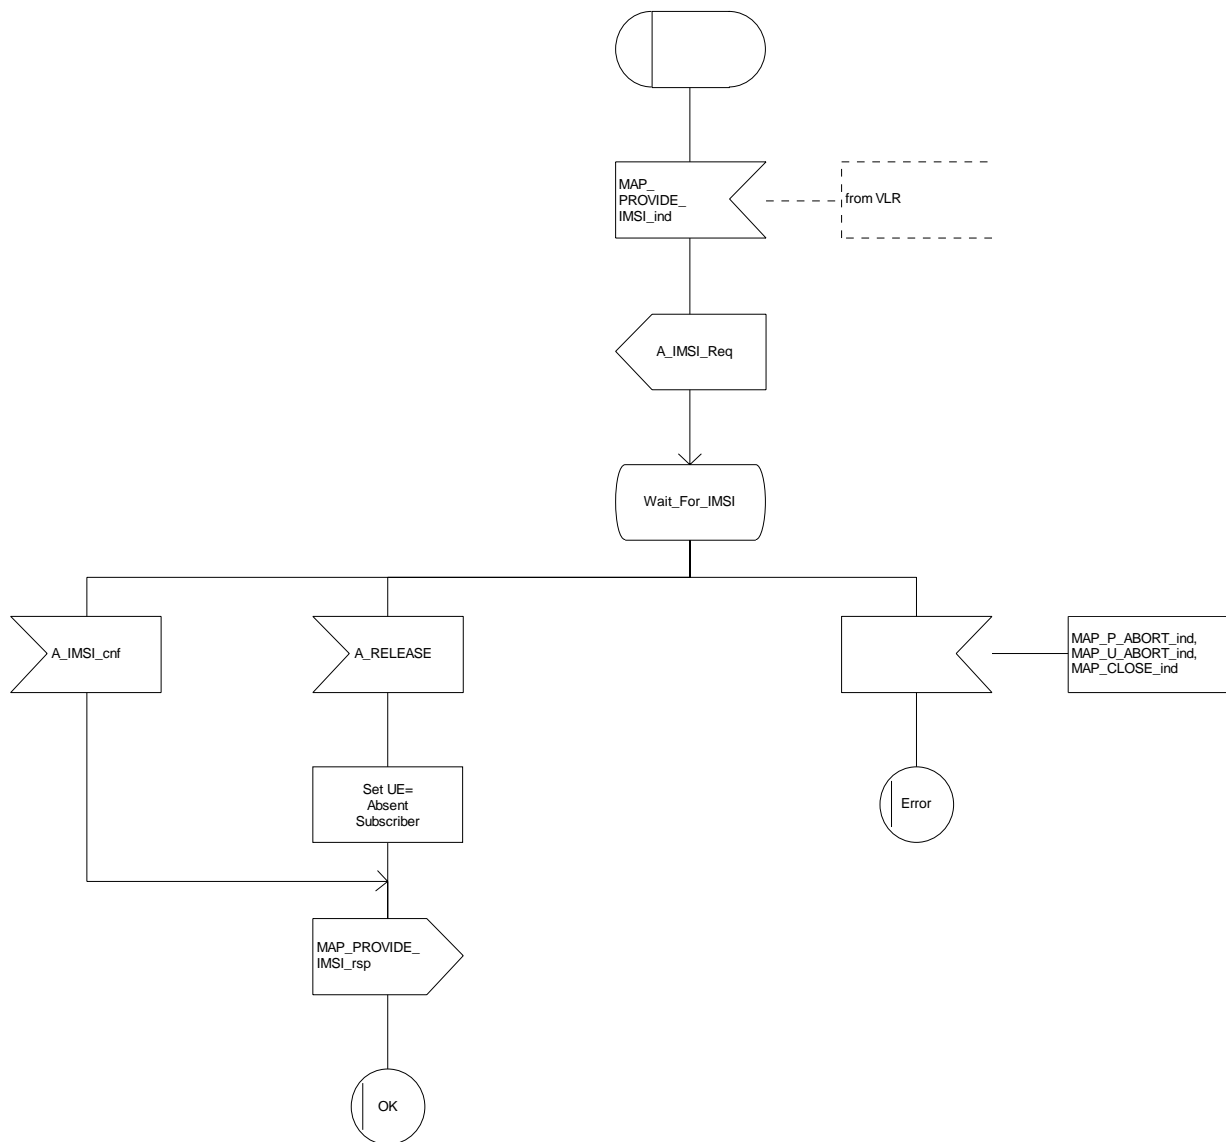 MAP_
PROVIDE_
IMSI_ind
from VLR
A_IMSI_Req
Wait_For_IMSI
A_IMSI_cnf
A_RELEASE
MAP_P_ABORT_ind,
MAP_U_ABORT_ind,
MAP_CLOSE_ind
Set UE=
Absent
Subscriber
Error
MAP_PROVIDE_
IMSI_rsp
OK